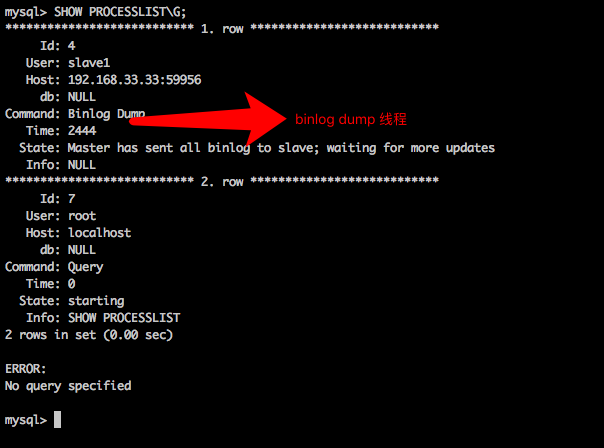 mysql> SHOW PROCESSLIST\G;
*************************** 1. row ***************************
Id: 4
User: slave1
Host: 192.168.33.33:59956
db: NULL
Command: Binlog Dump
binlog dump 线程
Time: 2444
State: Master has sent all binlog to slave; waiting for more updates
Info: NULL
*************************** 2. row ***************************
Id: 7
User: root
Host: localhost
db: NULL
Command: Query
Time: 0
State: starting
Info: SHOW PROCESSLIST
2 rows in set (0.00 sec)
ERROR:
No query specified
mysql>